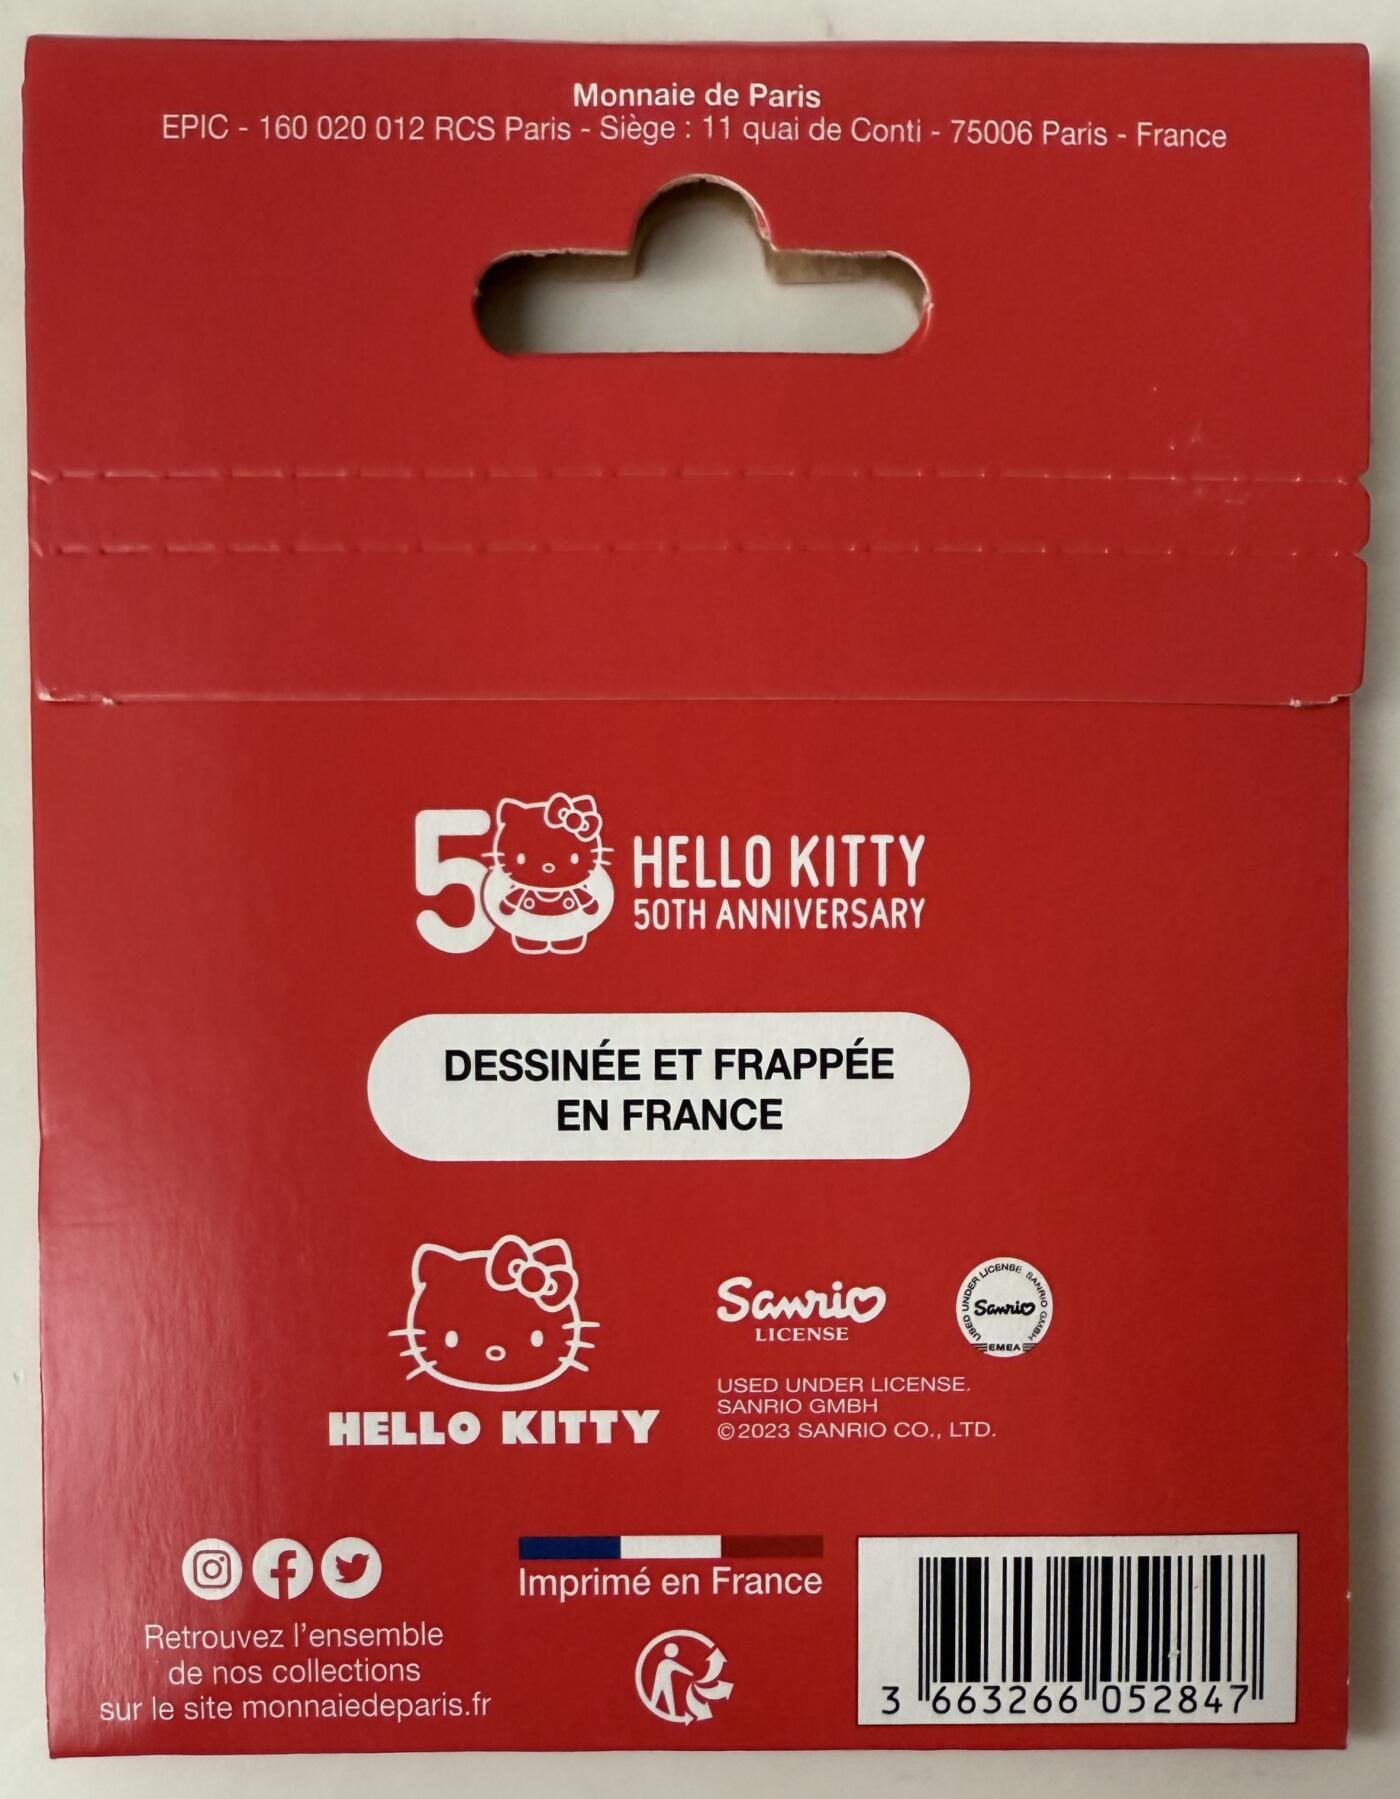 Monnaie de Paris
EPIC - 160 020 012 RCS Paris - Siège : 11 quai de Conti - 75006 Paris - France
50
HELLO KITTY
50TH ANNIVERSARY
DESSINÉE ET FRAPPÉE
EN FRANCE
HELLO KITTY
Sanrio
LICENSE
USED UNDER LICENSE. SANRIO GMBH
Sanrio
EMEA
USED UNDER LICENSE.
SANRIO GMBH
©2023 SANRIO CO., LTD.
Retrouvez l'ensemble
de nos collections
sur le site monnaiedeparis.fr
Imprimé en France
3 663266 052847